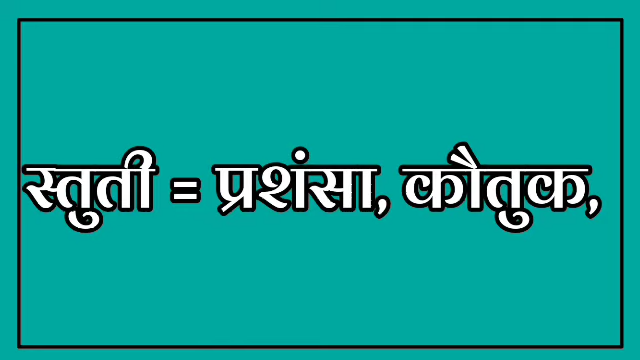 स्तुती = प्रशंसा, कौतुक,